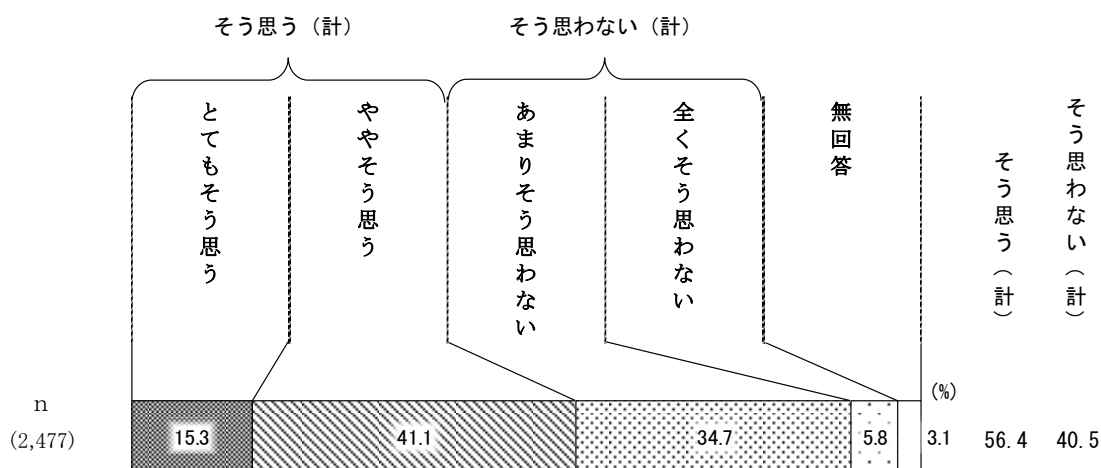 そう思う（計）
そう思わない（計）
とてもそう思う
ややそう思う
あまりそう思わない
全くそう思わない
無回答
そう思う（計）
そう思わない（計）
(%)
n
(2,477)
15.3
41.1
34.7
5.8
3.1
56.4
40.5